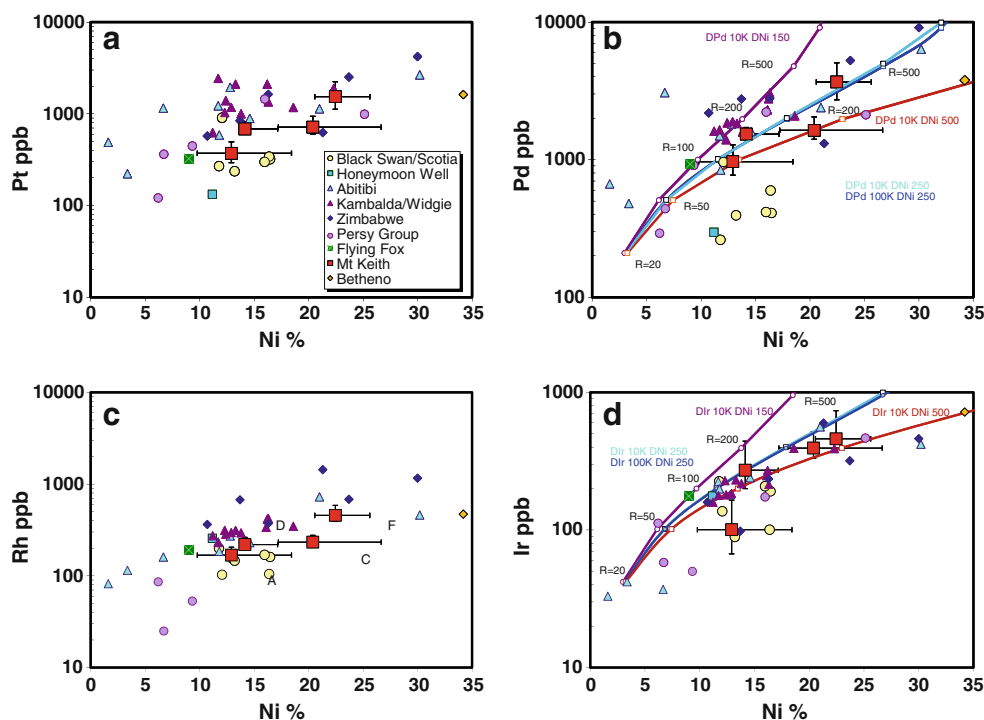 a
10000
1000
100
10
Pt ppb
0 5 10 15 20 25 30 35
Ni %
Black Swan/Scotia
Honeymoon Well
Abitibi
Kambalda/Widgie
Zimbabwe
Persy Group
Flying Fox
Mt Keith
Betheno
b
10000
1000
100
Pd ppb
0 5 10 15 20 25 30 35
Ni %
DPd 10K DNi 150
R=500
R=500
R=200
R=200
DPd 10K DNi 500
R=100
DPd 10K DNi 250
DPd 100K DNi 250
R=50
R=20
c
10000
1000
100
10
Rh ppb
0 5 10 15 20 25 30 35
Ni %
D
F
C
A
d
1000
100
10
Ir ppb
0 5 10 15 20 25 30 35
Ni %
R=500
DIr 10K DNi 150
DIr 10K DNi 500
R=200
DIr 10K DNi 250
DIr 100K DNi 250
R=100
R=50
R=20